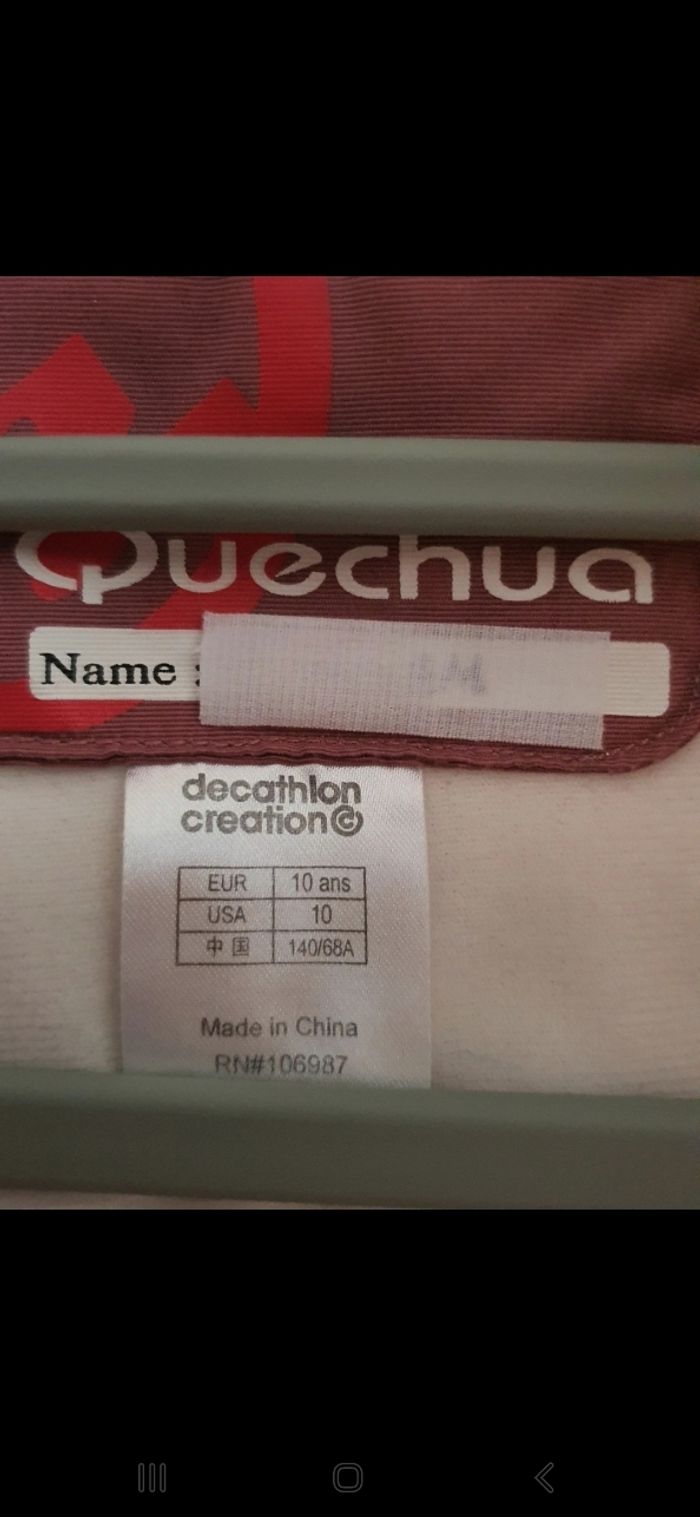 Quechua
Name :
decathlon
creation
EUR 10 ans
USA 10
中国 140/68A
Made in China
RN#106987